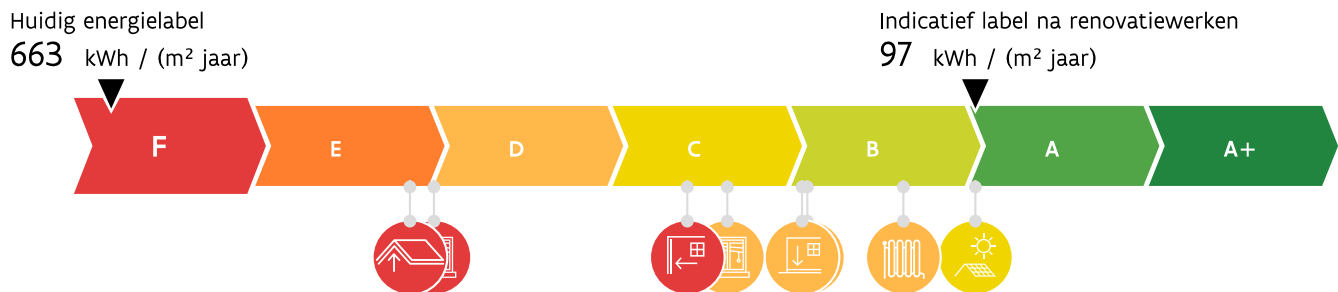 Huidig energielabel
663 kWh / (m² jaar)
Indicatief label na renovatiewerken
97 kWh / (m² jaar)
F E D C B A A+